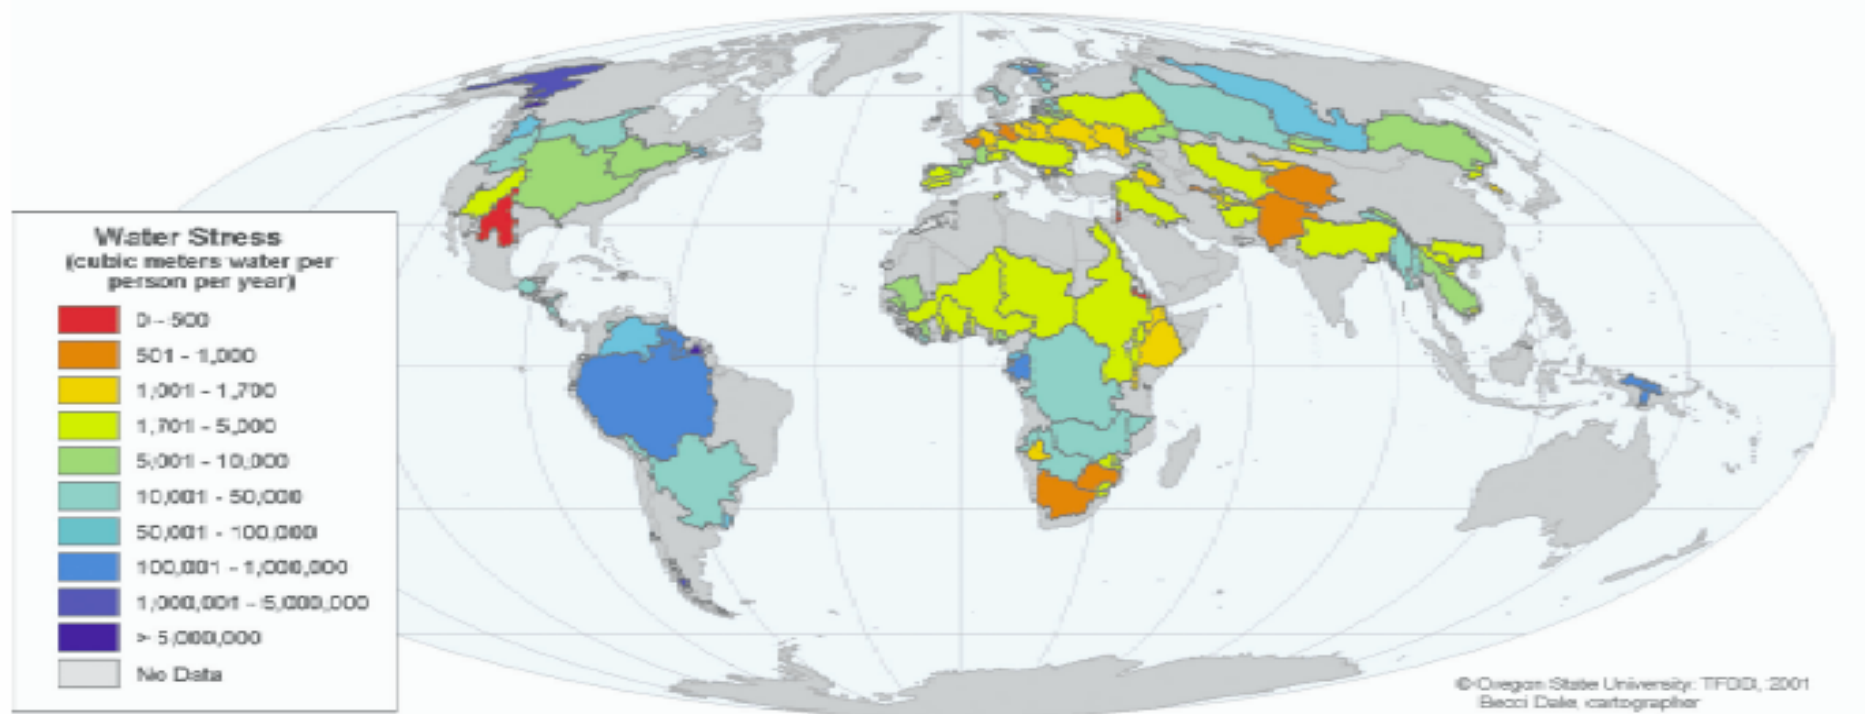 Water Stress
(cubic meters water per
person per year)
0 - 500
501 - 1,000
1,001 - 1,700
1,701 - 5,000
5,001 - 10,000
10,001 - 50,000
50,001 - 100,000
100,001 - 1,000,000
1,000,001 - 5,000,000
> 5,000,000
No Data
© Oregon State University: TFDD, 2001
Becci Dale, cartographer